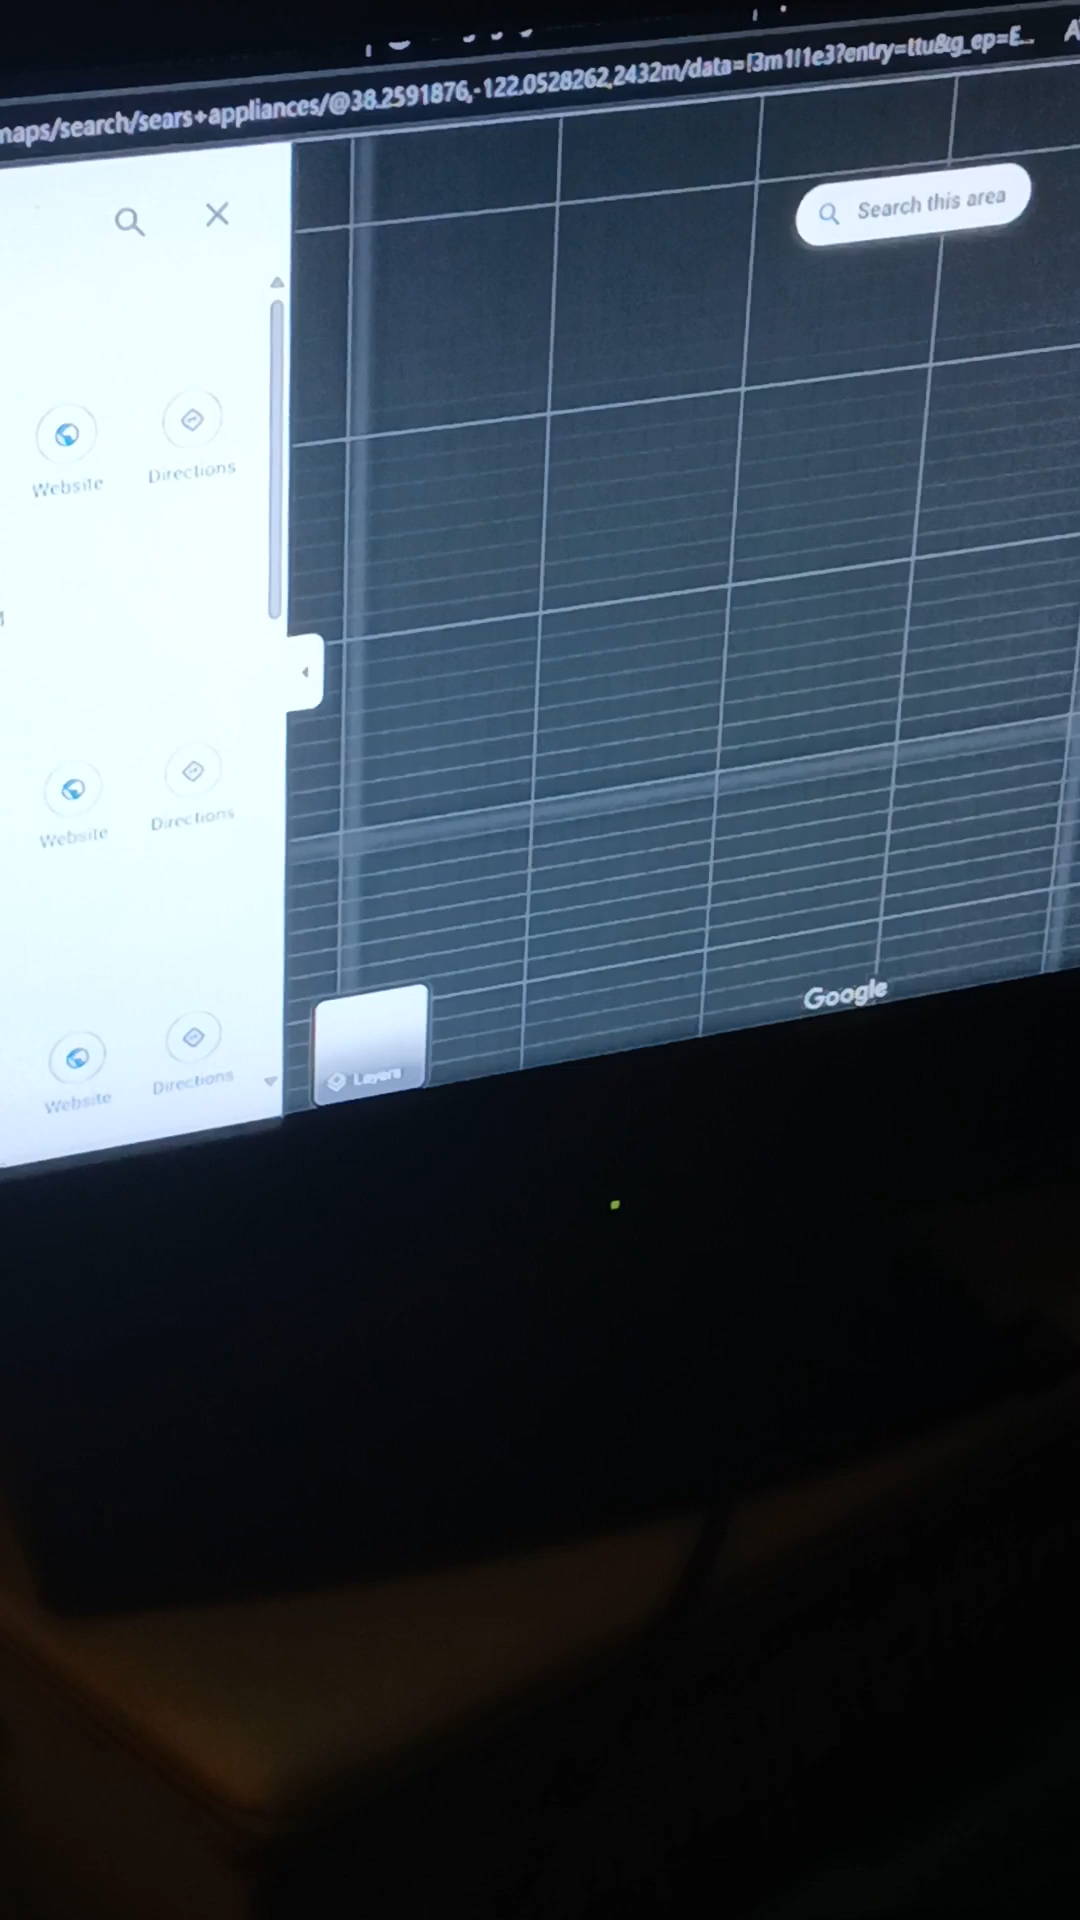 maps/search/sears+appliances/@38.2591876,-122.0528262,2432m/data=!3m1!1e3?entry=ttu&g_ep=E...
Search this area
Website
Directions
Website
Directions
Website
Directions
Layers
Google